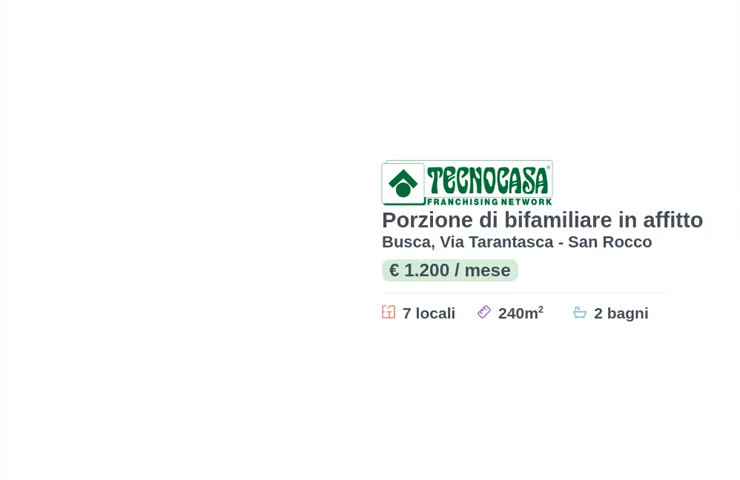 TECNOCASA®
FRANCHISING NETWORK
Porzione di bifamiliare in affitto
Busca, Via Tarantasca - San Rocco
€ 1.200 / mese
7 locali 240m² 2 bagni